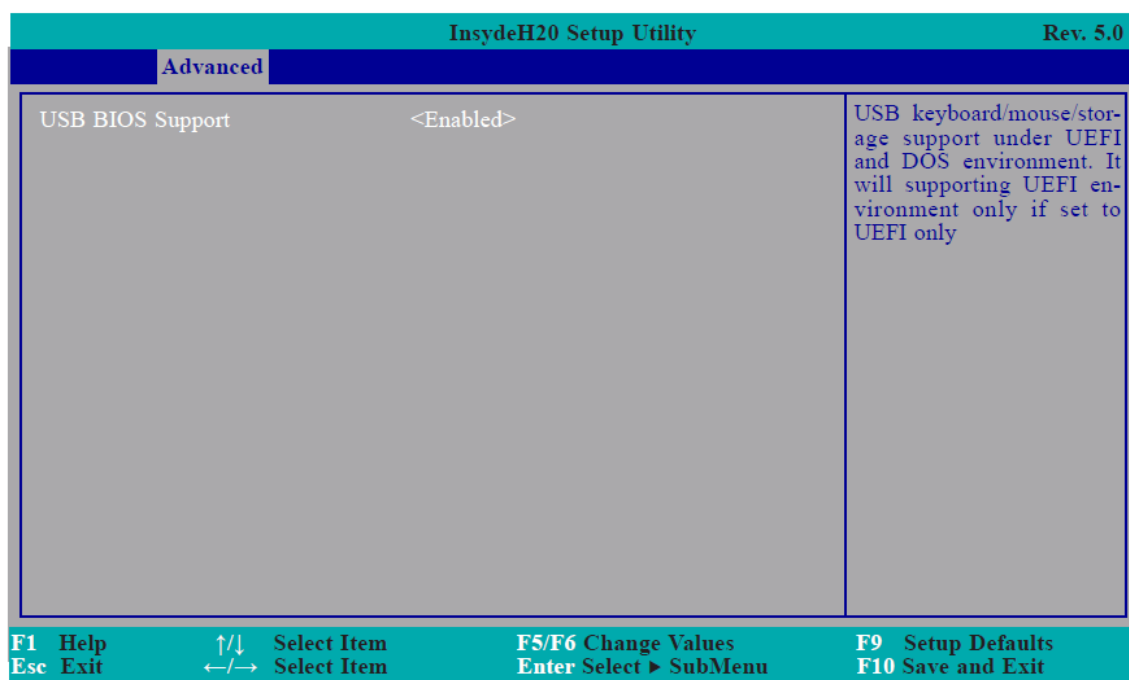 InsydeH20 Setup Utility Rev. 5.0
Advanced
USB BIOS Support <Enabled>
USB keyboard/mouse/stor-
age support under UEFI
and DOS environment. It
will supporting UEFI en-
vironment only if set to
UEFI only
F1 Help ↑/↓ Select Item F5/F6 Change Values F9 Setup Defaults
Esc Exit ←/→ Select Item Enter Select ▶ SubMenu F10 Save and Exit